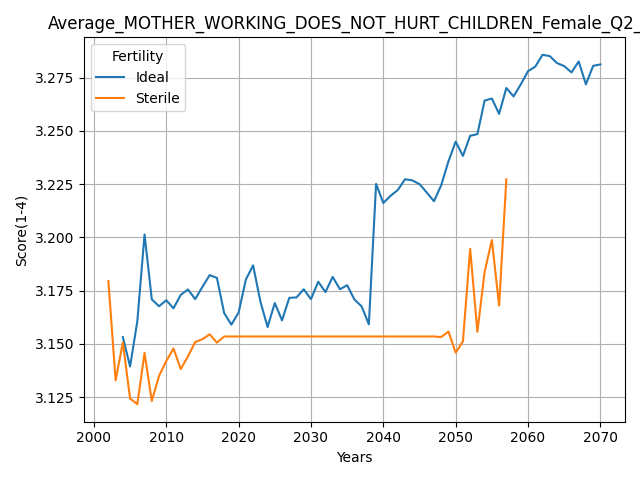 Average_MOTHER_WORKING_DOES_NOT_HURT_CHILDREN_Female_Q2_
Fertility
Ideal
Sterile
Score(1-4)
3.275
3.250
3.225
3.200
3.175
3.150
3.125
2000 2010 2020 2030 2040 2050 2060 2070
Years